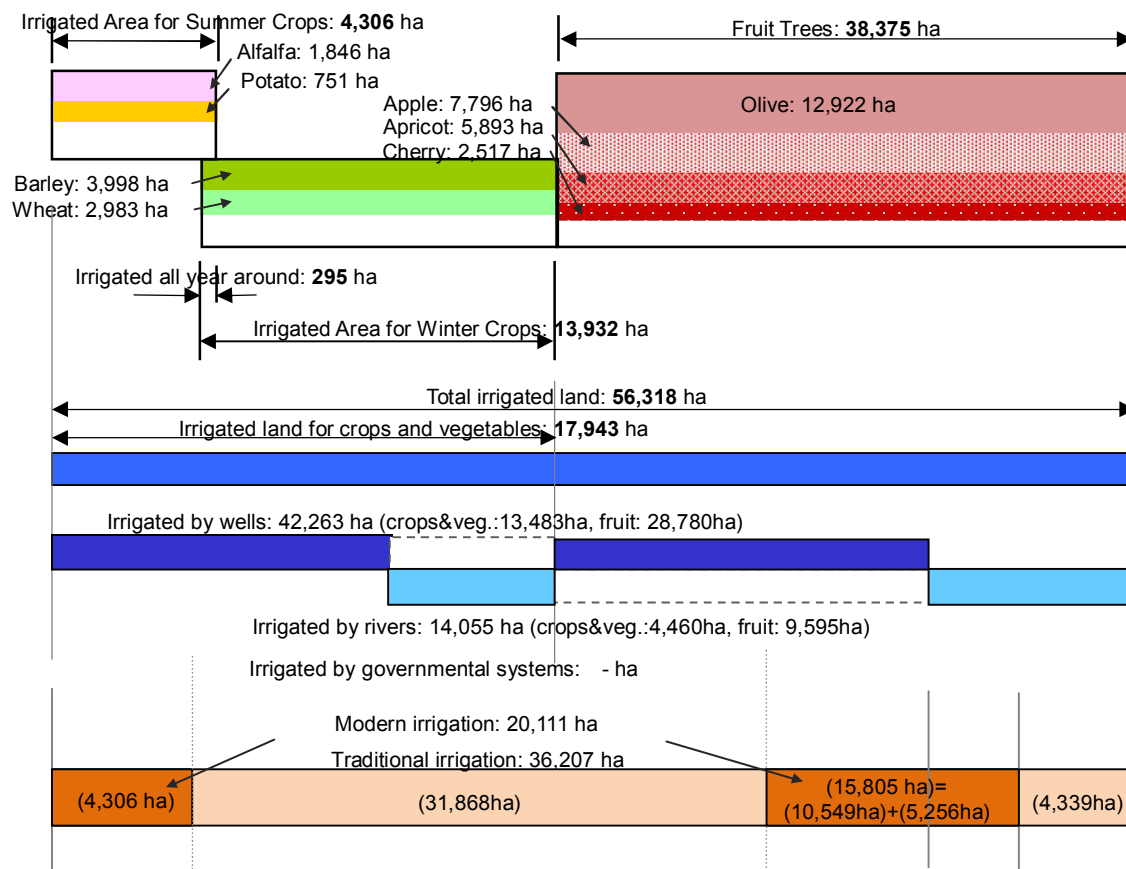 Irrigated Area for Summer Crops: 4,306 ha
Fruit Trees: 38,375 ha
Alfalfa: 1,846 ha
Potato: 751 ha
Apple: 7,796 ha
Olive: 12,922 ha
Apricot: 5,893 ha
Cherry: 2,517 ha
Barley: 3,998 ha
Wheat: 2,983 ha
Irrigated all year around: 295 ha
Irrigated Area for Winter Crops: 13,932 ha
Total irrigated land: 56,318 ha
Irrigated land for crops and vegetables: 17,943 ha
Irrigated by wells: 42,263 ha (crops&veg.:13,483ha, fruit: 28,780ha)
Irrigated by rivers: 14,055 ha (crops&veg.:4,460ha, fruit: 9,595ha)
Irrigated by governmental systems: - ha
Modern irrigation: 20,111 ha
Traditional irrigation: 36,207 ha
(4,306 ha)
(31,868ha)
(15,805 ha)=
(10,549ha)+(5,256ha)
(4,339ha)